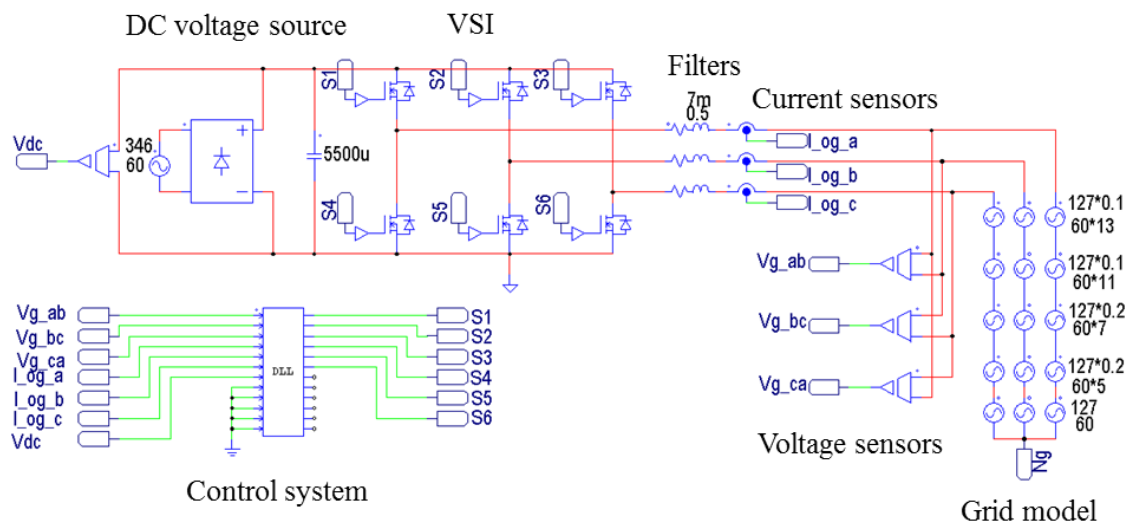 DC voltage source
VSI
S1
S2
S3
Filters
7m
0.5
Current sensors
Vdc
346
60
5500u
I_og_a
I_og_b
I_og_c
S4
S5
S6
127*0.1
60*13
127*0.1
60*11
127*0.2
60*7
127*0.2
60*5
127
60
Vg_ab
Vg_bc
Vg_ca
Ng
Vg_ab
Vg_bc
Vg_ca
I_og_a
I_og_b
I_og_c
Vdc
DLL
S1
S2
S3
S4
S5
S6
Voltage sensors
Control system
Grid model